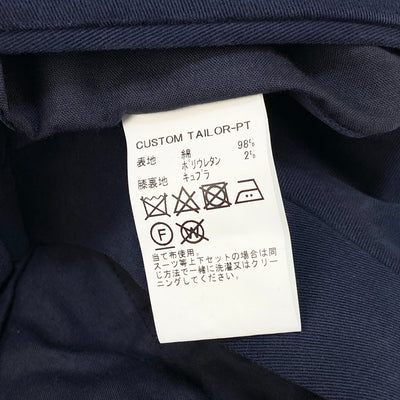 CUSTOM TAILOR-PT
表地 綿 98%
ポリウレタン 2%
膝裏地 キュプラ
F W
当て布使用。
スーツ等上下セットの場合は同
じ方法で一緒に洗濯又はクリー
ニングしてください。